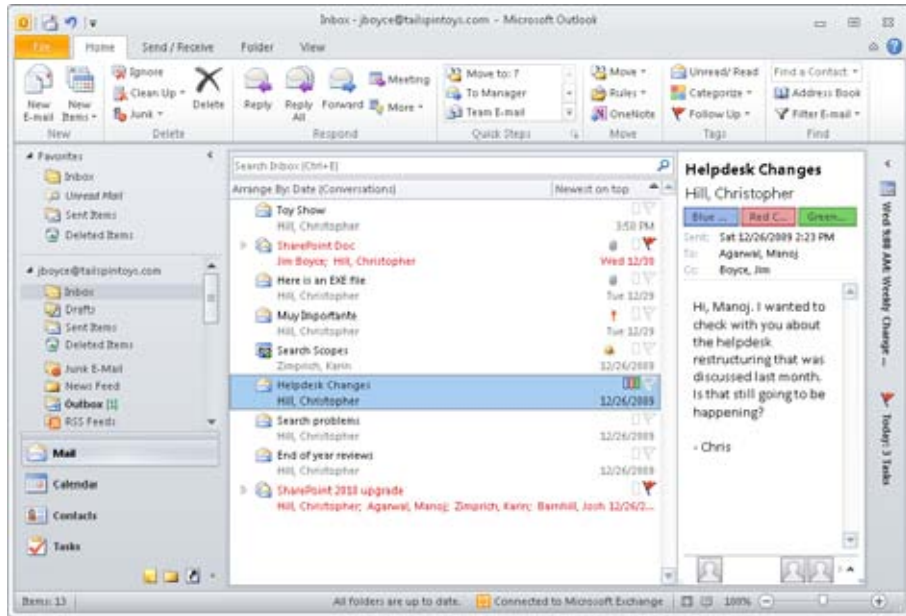 Inbox - jboyce@tailspintoys.com - Microsoft Outlook
File Home Send / Receive Folder View
New E-mail
New Items
New
Ignore
Clean Up
Junk
Delete
Delete
Reply
Reply All
Forward
Meeting
More
Respond
Move to: ?
To Manager
Team E-mail
Quick Steps
Move
Rules
OneNote
Move
Unread/ Read
Categorize
Follow Up
Tags
Find a Contact
Address Book
Filter E-mail
Find
Favorites
Inbox
Unread Mail
Sent Items
Deleted Items
jboyce@tailspintoys.com
Inbox
Drafts
Sent Items
Deleted Items
Junk E-Mail
News Feed
Outbox [1]
RSS Feeds
Mail
Calendar
Contacts
Tasks
Search Inbox (Ctrl+E)
Arrange By: Date (Conversations) Newest on top
Toy Show
Hill, Christopher 3:50 PM
SharePoint Doc
Jim Boyce; Hill, Christopher Wed 12/30
Here is an EXE file
Hill, Christopher Tue 12/29
Muy Importante
Hill, Christopher Tue 12/29
Search Scopes
Zimprich, Karin 12/26/2009
Helpdesk Changes
Hill, Christopher 12/26/2009
Search problems
Hill, Christopher 12/26/2009
End of year reviews
Hill, Christopher 12/26/2009
SharePoint 2010 upgrade
Hill, Christopher; Agarwal, Manoj; Zimprich, Karin; Barnhill, Josh 12/26/2...
Helpdesk Changes
Hill, Christopher
Blue ... Red C... Green...
Sent: Sat 12/26/2009 2:23 PM
To: Agarwal, Manoj
Cc: Boyce, Jim
Hi, Manoj. I wanted to
check with you about
the helpdesk
restructuring that was
discussed last month.
Is that still going to be
happening?
- Chris
Wed 9:00 AM: Weekly Change ...
Today: 3 Tasks
Items: 13
All folders are up to date.
Connected to Microsoft Exchange
100%